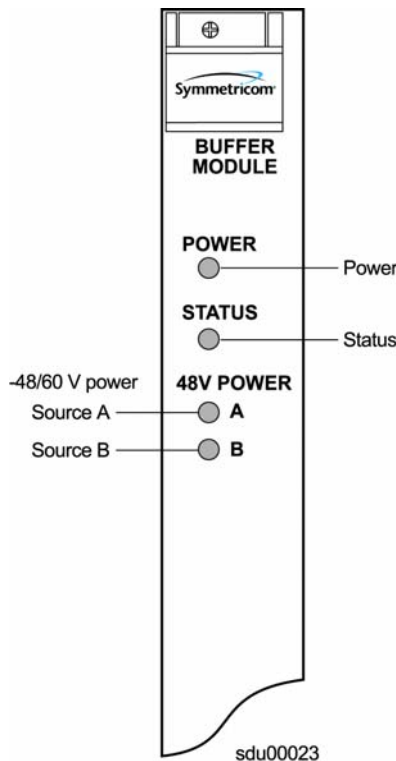 Symmetricom
BUFFER
MODULE
POWER
Power
STATUS
Status
-48/60 V power
48V POWER
Source A
A
Source B
B
sdu00023